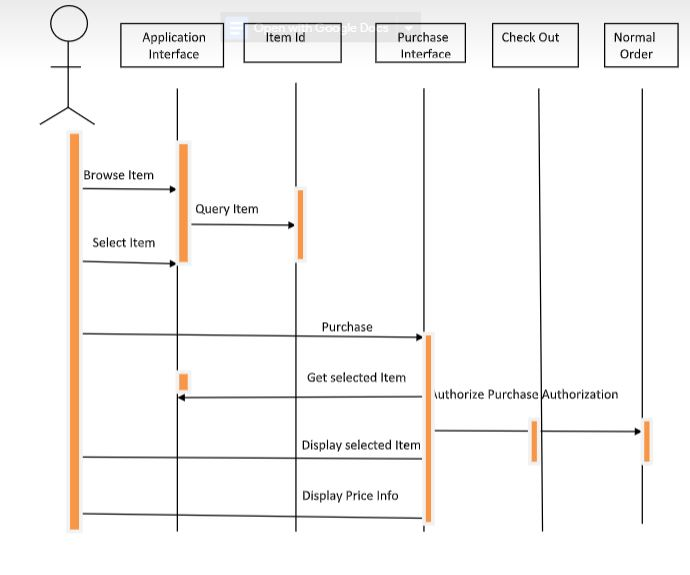 Open with Google Docs
Application
Interface
Item Id
Purchase
Interface
Check Out
Normal
Order
Browse Item
Query Item
Select Item
Purchase
Get selected Item
uthorize Purchase Authorization
Display selected Item
Display Price Info